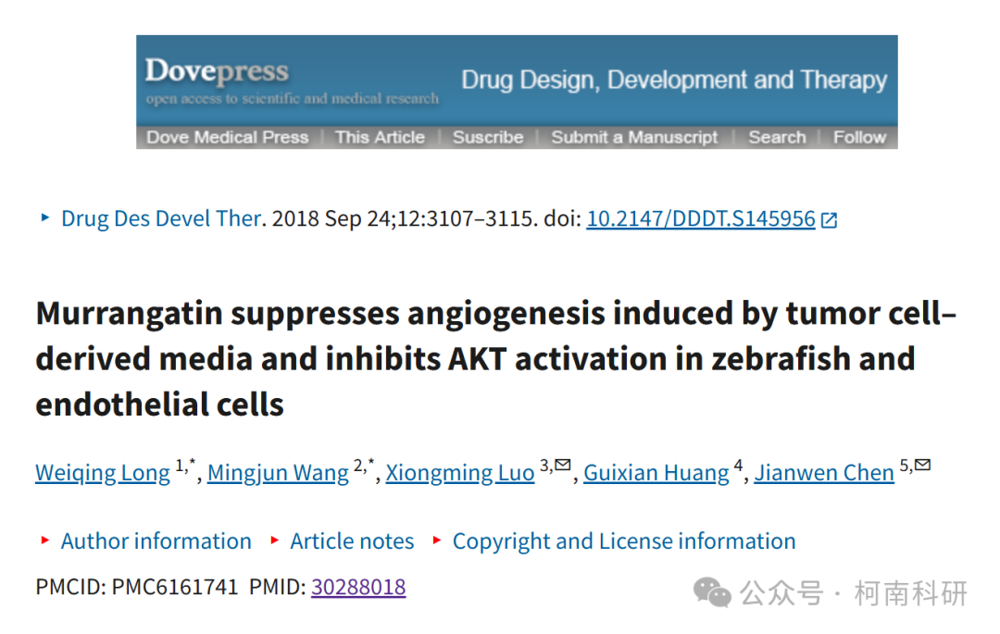 Dovepress
open access to scientific and medical research
Drug Design, Development and Therapy
Dove Medical Press | This Article | Suscribe | Submit a Manuscript | Search | Follow
▸ Drug Des Devel Ther. 2018 Sep 24;12:3107–3115. doi: 10.2147/DDDT.S145956
Murrangatin suppresses angiogenesis induced by tumor cell–
derived media and inhibits AKT activation in zebrafish and
endothelial cells
Weiqing Long 1,*, Mingjun Wang 2,*, Xiongming Luo 3,✉, Guixian Huang 4, Jianwen Chen 5,✉
▸ Author information ▸ Article notes ▸ Copyright and License information
PMCID: PMC6161741 PMID: 30288018
公众号 · 柯南科研